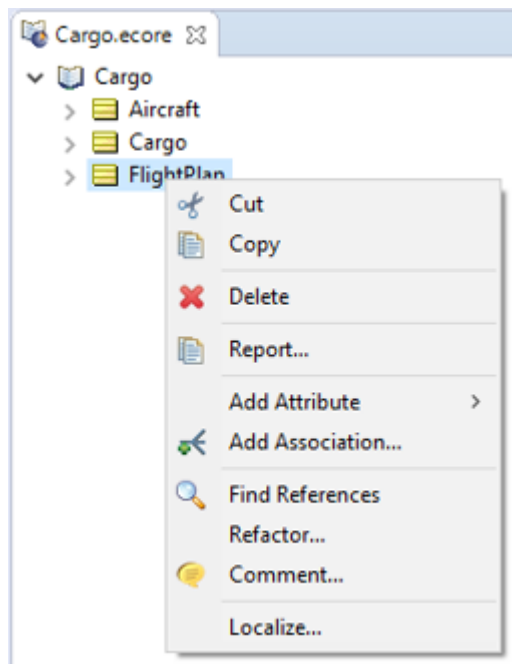 Cargo.ecore
Cargo
Aircraft
Cargo
FlightPlan
Cut
Copy
Delete
Report...
Add Attribute
Add Association...
Find References
Refactor...
Comment...
Localize...